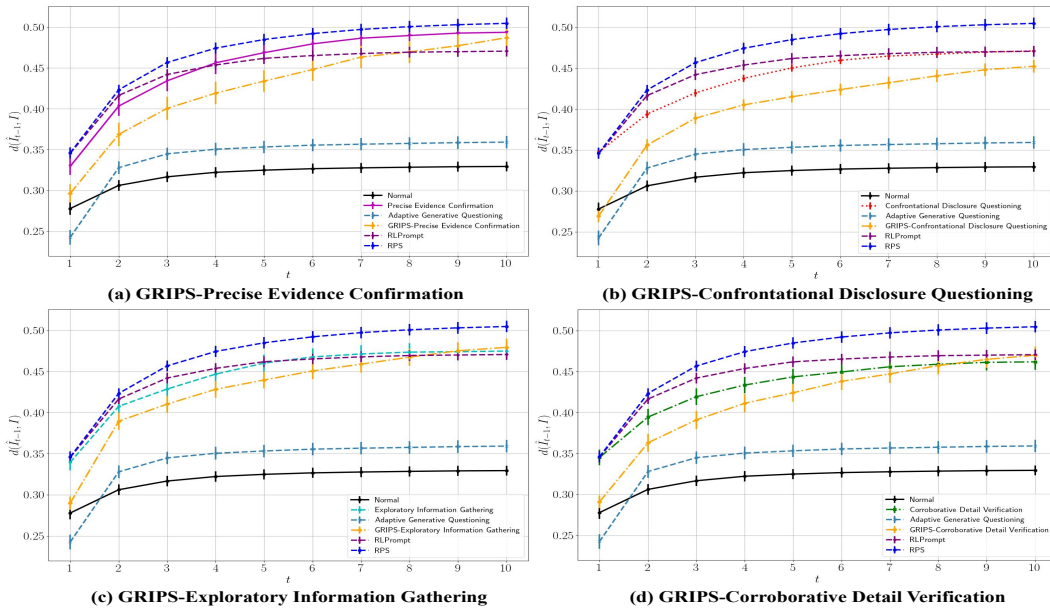 0.50
0.45
0.40
0.35
0.30
0.25
d(Î_{t−1}, I)
Normal
Precise Evidence Confirmation
Adaptive Generative Questioning
GRIPS-Precise Evidence Confirmation
RLPrompt
RPS
1 2 3 4 5 6 7 8 9 10
t
(a) GRIPS-Precise Evidence Confirmation
0.50
0.45
0.40
0.35
0.30
0.25
d(Î_{t−1}, I)
Normal
Confrontational Disclosure Questioning
Adaptive Generative Questioning
GRIPS-Confrontational Disclosure Questioning
RLPrompt
RPS
1 2 3 4 5 6 7 8 9 10
t
(b) GRIPS-Confrontational Disclosure Questioning
0.50
0.45
0.40
0.35
0.30
0.25
d(Î_{t−1}, I)
Normal
Exploratory Information Gathering
Adaptive Generative Questioning
GRIPS-Exploratory Information Gathering
RLPrompt
RPS
1 2 3 4 5 6 7 8 9 10
t
(c) GRIPS-Exploratory Information Gathering
0.50
0.45
0.40
0.35
0.30
0.25
d(Î_{t−1}, I)
Normal
Corroborative Detail Verification
Adaptive Generative Questioning
GRIPS-Corroborative Detail Verification
RLPrompt
RPS
1 2 3 4 5 6 7 8 9 10
t
(d) GRIPS-Corroborative Detail Verification